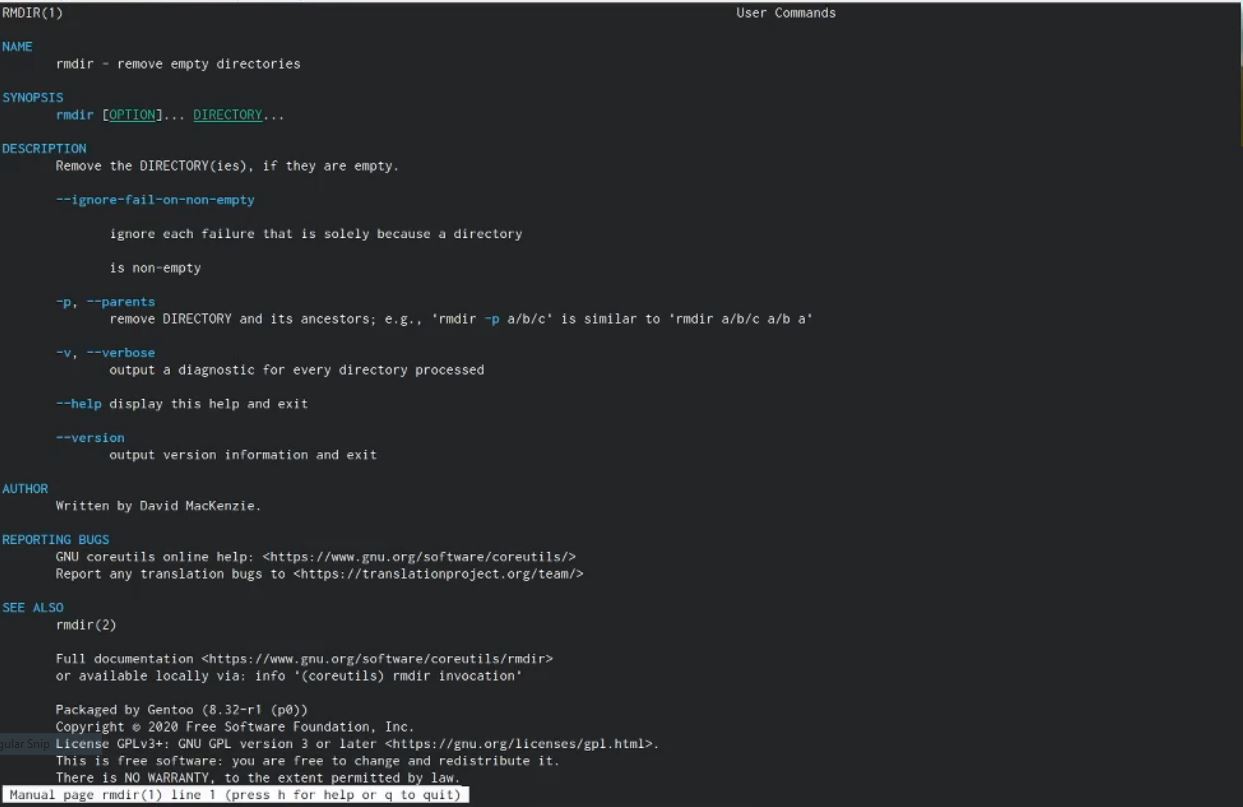 RMDIR(1) User Commands
NAME
rmdir - remove empty directories
SYNOPSIS
rmdir [OPTION]... DIRECTORY...
DESCRIPTION
Remove the DIRECTORY(ies), if they are empty.
--ignore-fail-on-non-empty
ignore each failure that is solely because a directory
is non-empty
-p, --parents
remove DIRECTORY and its ancestors; e.g., 'rmdir -p a/b/c' is similar to 'rmdir a/b/c a/b a'
-v, --verbose
output a diagnostic for every directory processed
--help display this help and exit
--version
output version information and exit
AUTHOR
Written by David MacKenzie.
REPORTING BUGS
GNU coreutils online help: <https://www.gnu.org/software/coreutils/>
Report any translation bugs to <https://translationproject.org/team/>
SEE ALSO
rmdir(2)
Full documentation <https://www.gnu.org/software/coreutils/rmdir>
or available locally via: info '(coreutils) rmdir invocation'
Packaged by Gentoo (8.32-r1 (p0))
Copyright © 2020 Free Software Foundation, Inc.
gular Snip
License GPLv3+: GNU GPL version 3 or later <https://gnu.org/licenses/gpl.html>.
This is free software: you are free to change and redistribute it.
There is NO WARRANTY, to the extent permitted by law.
Manual page rmdir(1) line 1 (press h for help or q to quit)